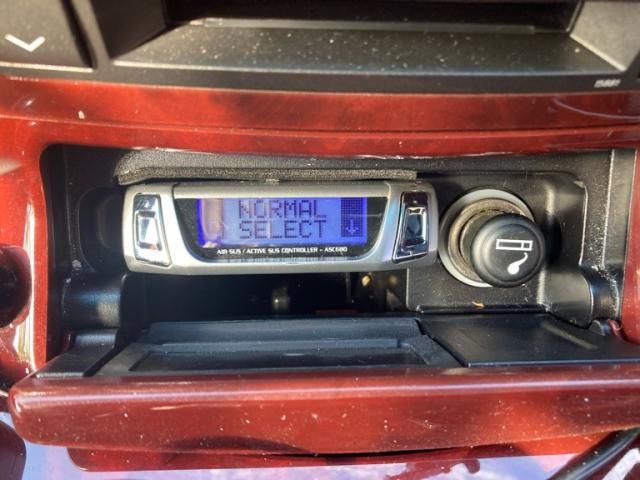 NORMAL
SELECT ↓
AIR SUS / ACTIVE SUS CONTROLLER - ASC680